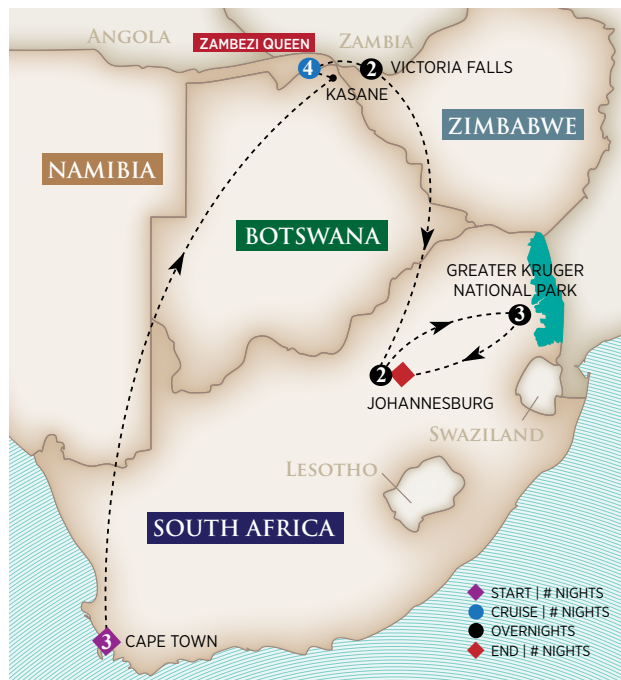 ANGOLA
ZAMBEZI QUEEN
ZAMBIA
4
2
VICTORIA FALLS
KASANE
ZIMBABWE
NAMIBIA
BOTSWANA
GREATER KRUGER
NATIONAL PARK
3
2
JOHANNESBURG
SWAZILAND
LESOTHO
SOUTH AFRICA
START | # NIGHTS
CRUISE | # NIGHTS
OVERNIGHTS
END | # NIGHTS
3
CAPE TOWN